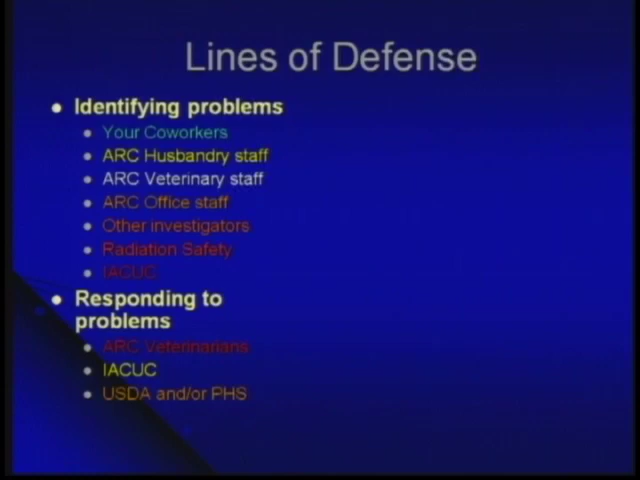 Lines of Defense
Identifying problems
Your Coworkers
ARC Husbandry staff
ARC Veterinary staff
ARC Office staff
Other investigators
Radiation Safety
IACUC
Responding to
problems
ARC Veterinarians
IACUC
USDA and/or PHS